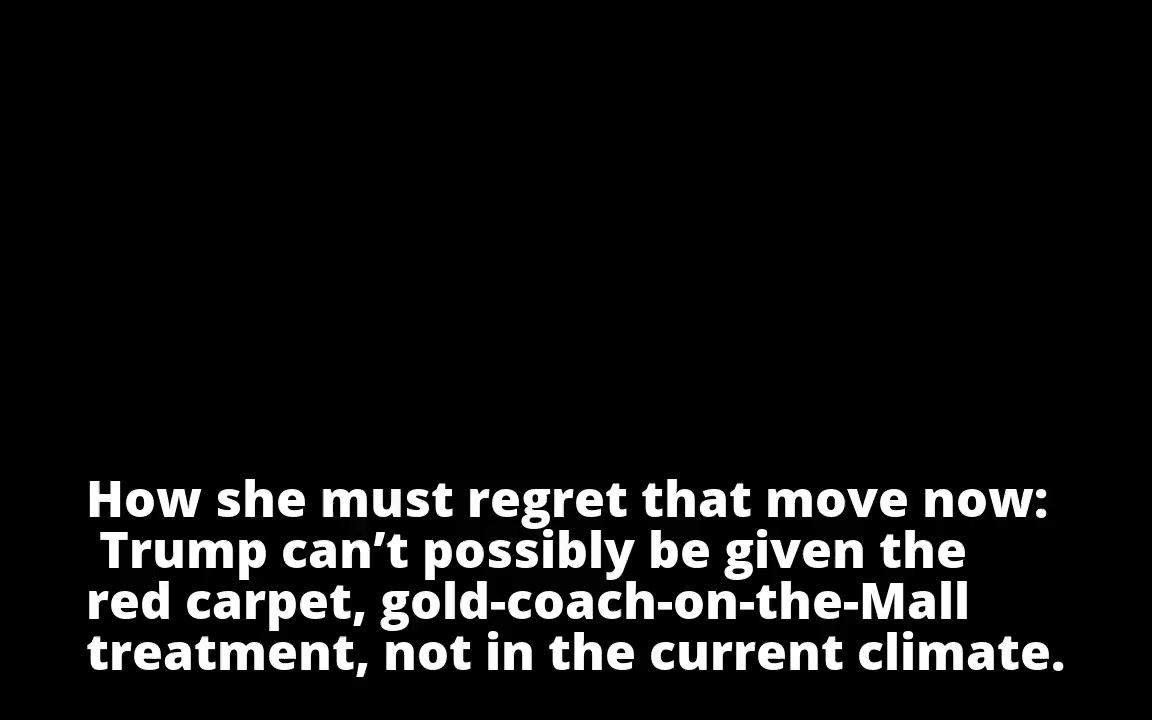 How she must regret that move now:
Trump can’t possibly be given the
red carpet, gold-coach-on-the-Mall
treatment, not in the current climate.